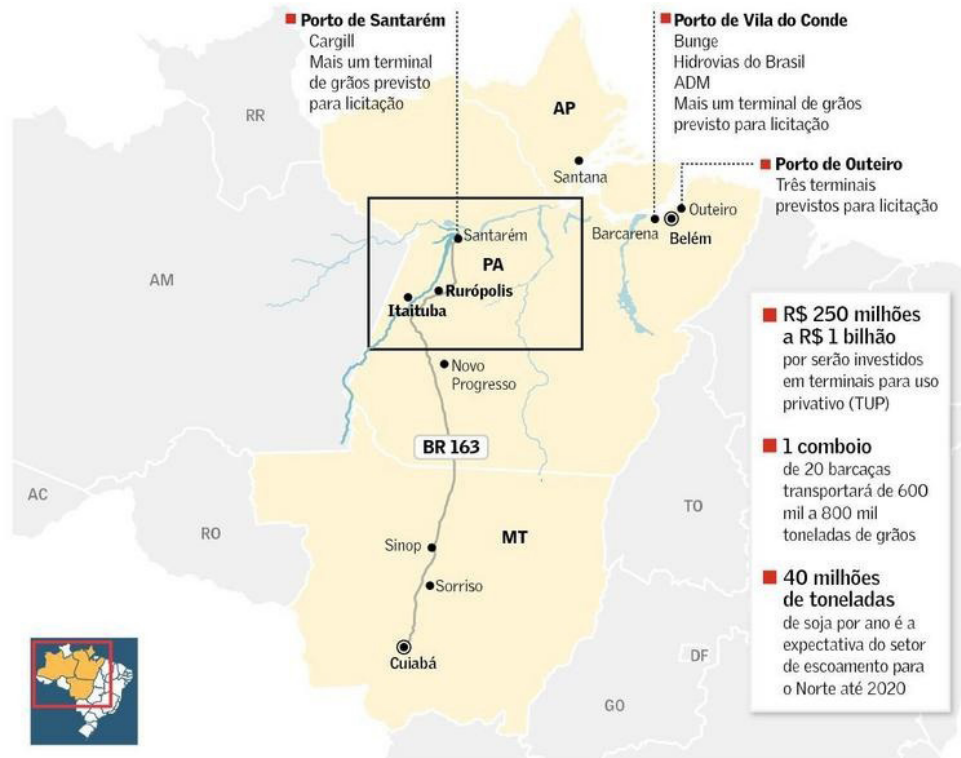 Porto de Santarém
Cargill
Mais um terminal
de grãos previsto
para licitação
Porto de Vila do Conde
Bunge
Hidrovias do Brasil
ADM
Mais um terminal de grãos
previsto para licitação
Porto de Outeiro
Três terminais
previstos para licitação
RR
AP
Santana
Outeiro
Barcarena
Belém
Santarém
PA
AM
Rurópolis
Itaituba
Novo
Progresso
BR 163
AC
RO
TO
MT
Sinop
Sorriso
Cuiabá
DF
GO
R$ 250 milhões
a R$ 1 bilhão
por serão investidos
em terminais para uso
privativo (TUP)
1 comboio
de 20 barcaças
transportará de 600
mil a 800 mil
toneladas de grãos
40 milhões
de toneladas
de soja por ano é a
expectativa do setor
de escoamento para
o Norte até 2020